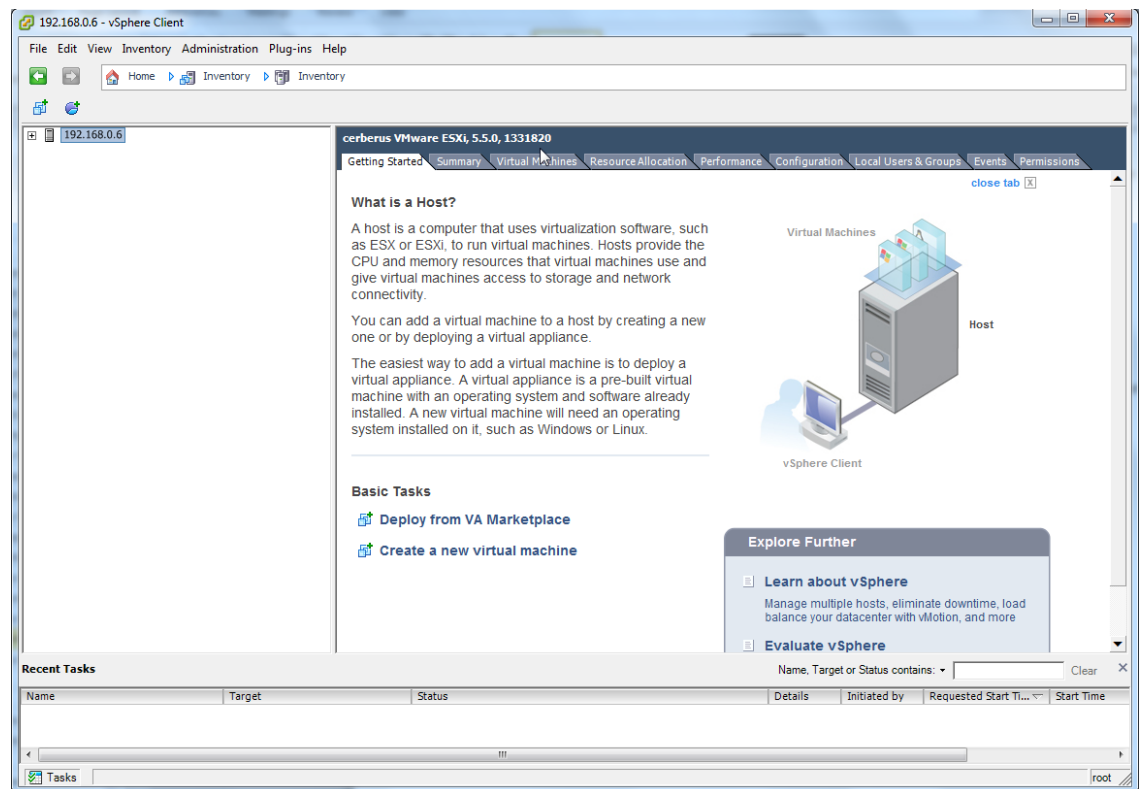 192.168.0.6 - vSphere Client
File Edit View Inventory Administration Plug-ins Help
Home Inventory Inventory
192.168.0.6
cerberus VMware ESXi, 5.5.0, 1331820
Getting Started Summary Virtual Machines Resource Allocation Performance Configuration Local Users & Groups Events Permissions
close tab X
What is a Host?
A host is a computer that uses virtualization software, such
as ESX or ESXi, to run virtual machines. Hosts provide the
CPU and memory resources that virtual machines use and
give virtual machines access to storage and network
connectivity.
You can add a virtual machine to a host by creating a new
one or by deploying a virtual appliance.
The easiest way to add a virtual machine is to deploy a
virtual appliance. A virtual appliance is a pre-built virtual
machine with an operating system and software already
installed. A new virtual machine will need an operating
system installed on it, such as Windows or Linux.
Virtual Machines
Host
vSphere Client
Basic Tasks
Deploy from VA Marketplace
Create a new virtual machine
Explore Further
Learn about vSphere
Manage multiple hosts, eliminate downtime, load
balance your datacenter with vMotion, and more
Evaluate vSphere
Recent Tasks
Name, Target or Status contains:
Clear
Name Target Status Details Initiated by Requested Start Ti... Start Time
Tasks
root